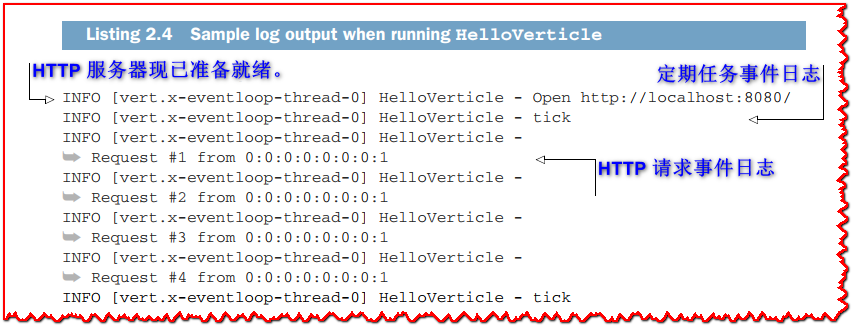 Listing 2.4 Sample log output when running HelloVerticle
HTTP 服务器现已准备就绪。
定期任务事件日志
INFO [vert.x-eventloop-thread-0] HelloVerticle - Open http://localhost:8080/
INFO [vert.x-eventloop-thread-0] HelloVerticle - tick
INFO [vert.x-eventloop-thread-0] HelloVerticle -
➥ Request #1 from 0:0:0:0:0:0:0:1
HTTP 请求事件日志
INFO [vert.x-eventloop-thread-0] HelloVerticle -
➥ Request #2 from 0:0:0:0:0:0:0:1
INFO [vert.x-eventloop-thread-0] HelloVerticle -
➥ Request #3 from 0:0:0:0:0:0:0:1
INFO [vert.x-eventloop-thread-0] HelloVerticle -
➥ Request #4 from 0:0:0:0:0:0:0:1
INFO [vert.x-eventloop-thread-0] HelloVerticle - tick